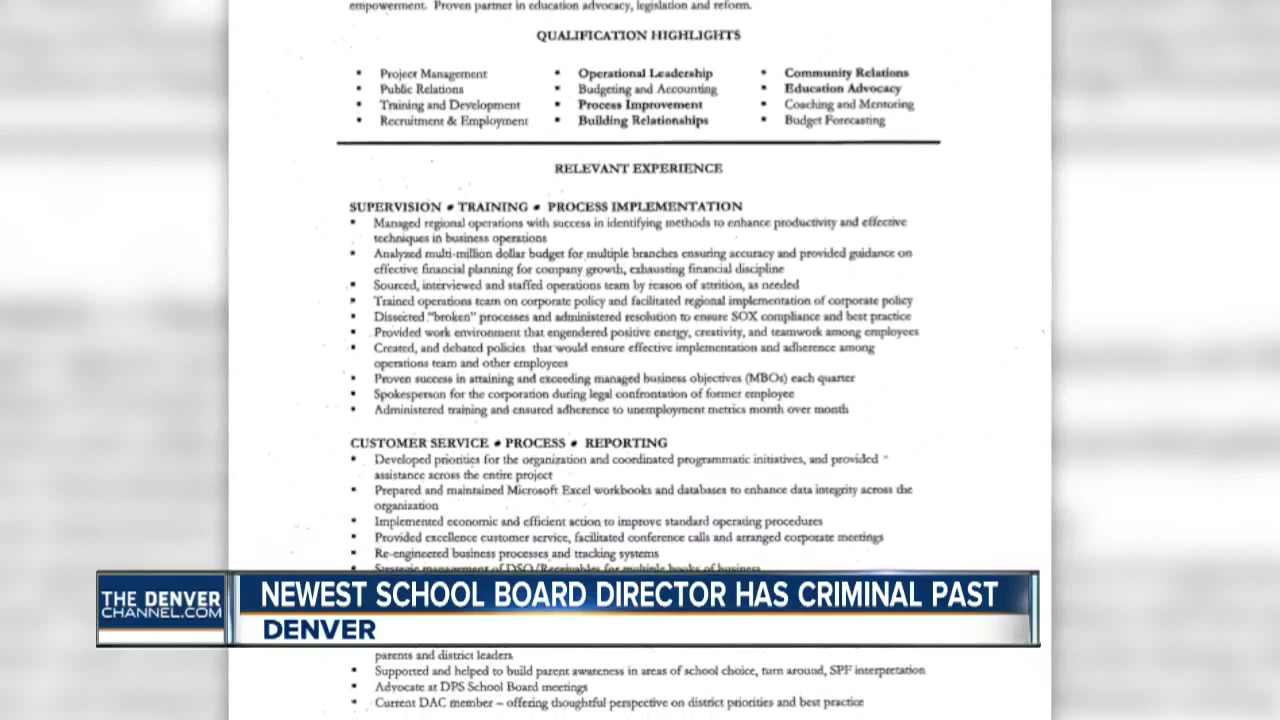 empowerment. Proven partner in education advocacy, legislation and reform.
QUALIFICATION HIGHLIGHTS
▪ Project Management ▪ Operational Leadership ▪ Community Relations
▪ Public Relations ▪ Budgeting and Accounting ▪ Education Advocacy
▪ Training and Development ▪ Process Improvement ▪ Coaching and Mentoring
▪ Recruitment & Employment ▪ Building Relationships ▪ Budget Forecasting
RELEVANT EXPERIENCE
SUPERVISION • TRAINING • PROCESS IMPLEMENTATION
▪ Managed regional operations with success in identifying methods to enhance productivity and effective
techniques in business operations
▪ Analyzed multi-million dollar budget for multiple branches ensuring accuracy and provided guidance on
effective financial planning for company growth, exhausting financial discipline
▪ Sourced, interviewed and staffed operations team by reason of attrition, as needed
▪ Trained operations team on corporate policy and facilitated regional implementation of corporate policy
▪ Dissected "broken" processes and administered resolution to ensure SOX compliance and best practice
▪ Provided work environment that engendered positive energy, creativity, and teamwork among employees
▪ Created, and debated policies that would ensure effective implementation and adherence among
operations team and other employees
▪ Proven success in attaining and exceeding managed business objectives (MBOs) each quarter
▪ Spokesperson for the corporation during legal confrontation of former employee
▪ Administered training and ensured adherence to unemployment metrics month over month
CUSTOMER SERVICE • PROCESS • REPORTING
▪ Developed priorities for the organization and coordinated programmatic initiatives, and provided
assistance across the entire project
▪ Prepared and maintained Microsoft Excel workbooks and databases to enhance data integrity across the
organization
▪ Implemented economic and efficient action to improve standard operating procedures
▪ Provided excellence customer service, facilitated conference calls and arranged corporate meetings
▪ Re-engineered business processes and tracking systems
▪ Strategic management of DSO/Receivables for multiple books of business
THE DENVER
CHANNEL.COM
NEWEST SCHOOL BOARD DIRECTOR HAS CRIMINAL PAST
DENVER
parents and district leaders
▪ Supported and helped to build parent awareness in areas of school choice, turn around, SPF interpretation
▪ Advocate at DPS School Board meetings
▪ Current DAC member – offering thoughtful perspective on district priorities and best practice